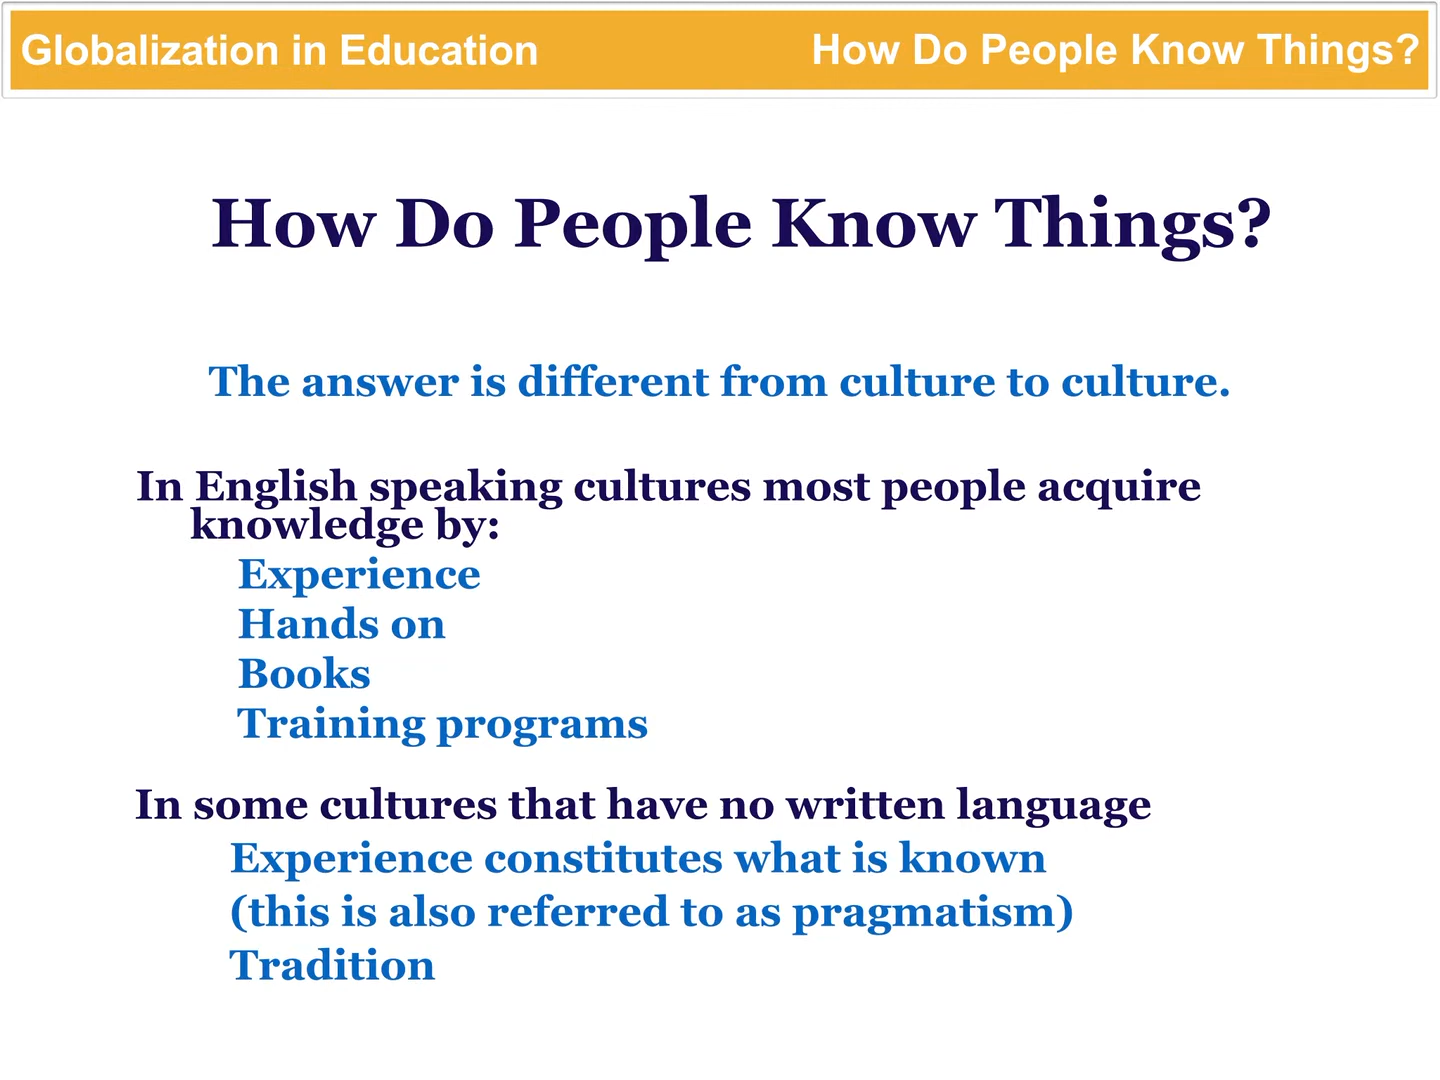 Globalization in Education
How Do People Know Things?
How Do People Know Things?
The answer is different from culture to culture.
In English speaking cultures most people acquire
knowledge by:
Experience
Hands on
Books
Training programs
In some cultures that have no written language
Experience constitutes what is known
(this is also referred to as pragmatism)
Tradition